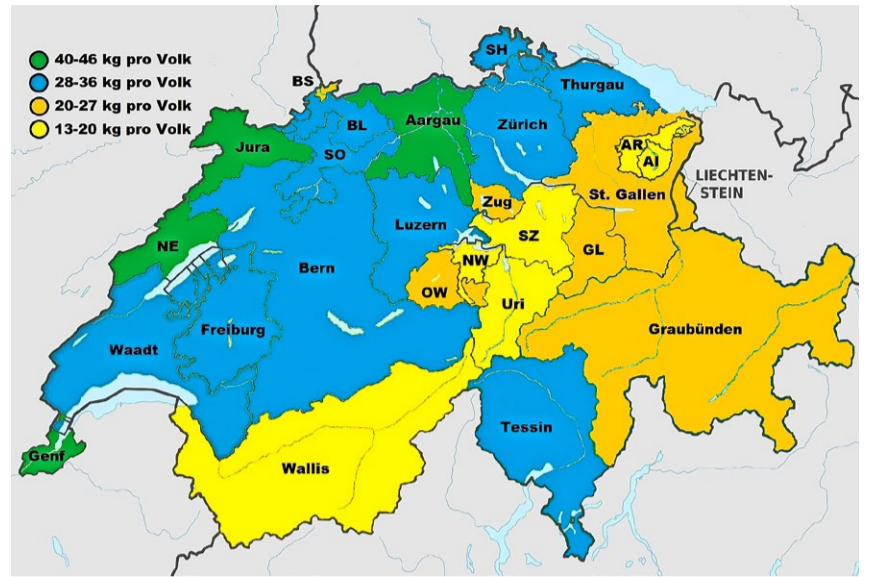 40-46 kg pro Volk
28-36 kg pro Volk
20-27 kg pro Volk
13-20 kg pro Volk
SH
BS
Thurgau
BL
Aargau
Zürich
Jura
SO
AR
AI
LIECHTEN-
STEIN
St. Gallen
Zug
Luzern
SZ
NE
GL
Bern
NW
OW
Uri
Freiburg
Graubünden
Waadt
Tessin
Genf
Wallis